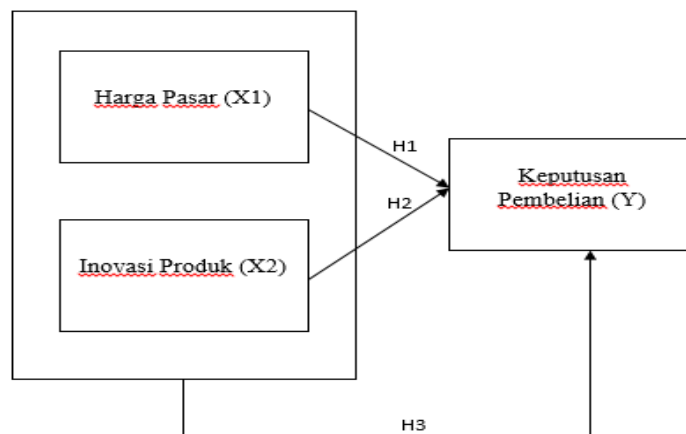 Harga Pasar (X1)
H1
Keputusan
Pembelian (Y)
H2
Inovasi Produk (X2)
H3